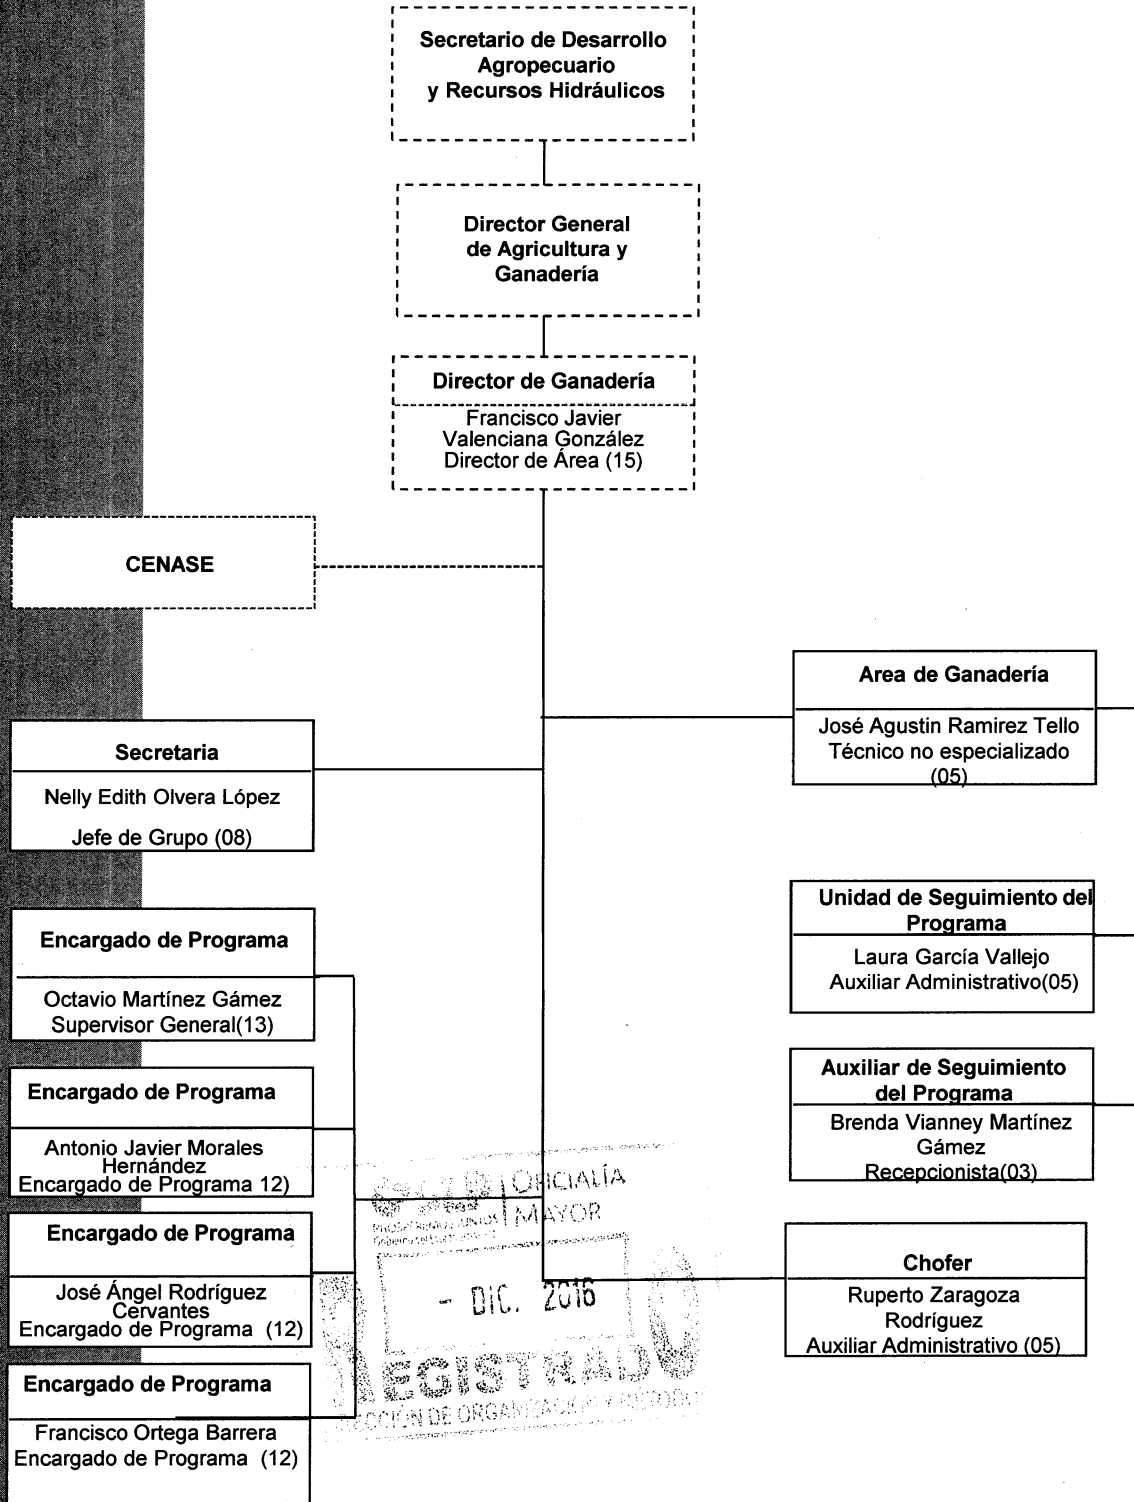 Secretario de Desarrollo
Agropecuario
y Recursos Hidráulicos
Director General
de Agricultura y
Ganadería
Director de Ganadería
Francisco Javier
Valenciana González
Director de Área (15)
CENASE
Area de Ganadería
José Agustin Ramirez Tello
Técnico no especializado
(05)
Secretaria
Nelly Edith Olvera López
Jefe de Grupo (08)
Unidad de Seguimiento del
Programa
Laura García Vallejo
Auxiliar Administrativo(05)
Encargado de Programa
Octavio Martínez Gámez
Supervisor General(13)
Auxiliar de Seguimiento
del Programa
Brenda Vianney Martínez
Gámez
Recepcionista(03)
Encargado de Programa
Antonio Javier Morales
Hernández
Encargado de Programa 12)
Encargado de Programa
José Ángel Rodríguez
Cervantes
Encargado de Programa (12)
Chofer
Ruperto Zaragoza
Rodríguez
Auxiliar Administrativo (05)
Encargado de Programa
Francisco Ortega Barrera
Encargado de Programa (12)
OFICIALÍA
MAYOR
- DIC. 2016
REGISTRADO
DE ORGANIZACIÓN Y MÉTODOS